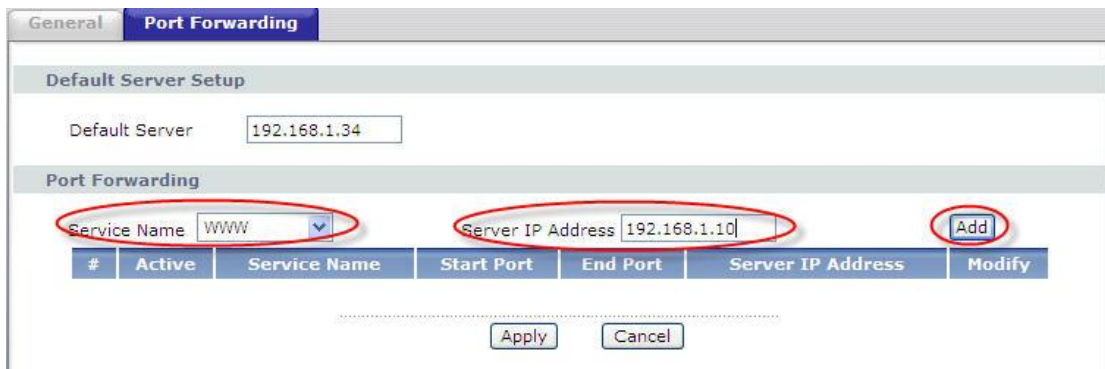 General Port Forwarding
Default Server Setup
Default Server 192.168.1.34
Port Forwarding
Service Name WWW Server IP Address 192.168.1.10 Add
# Active Service Name Start Port End Port Server IP Address Modify
Apply Cancel